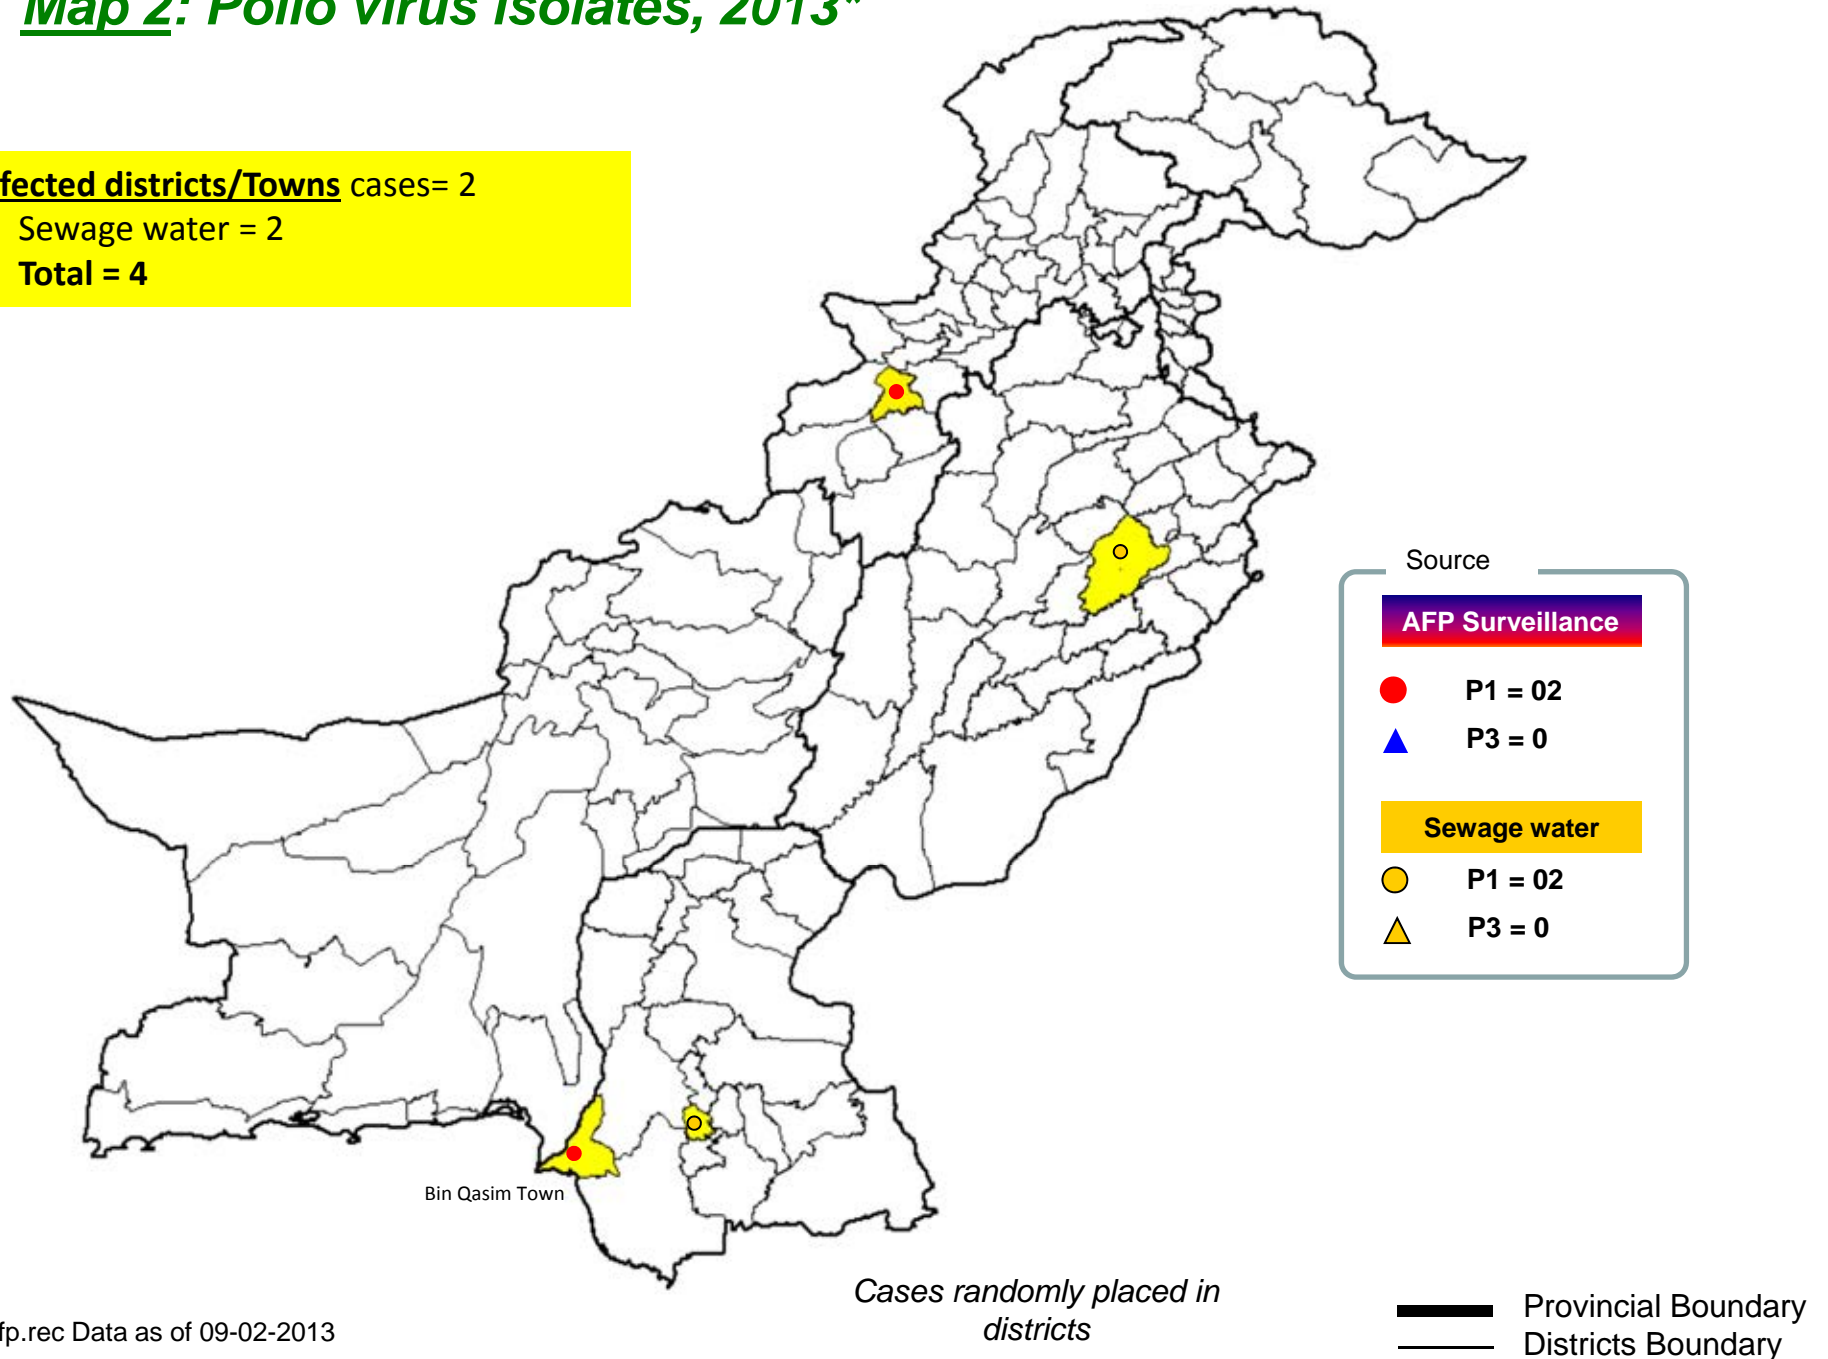 Map 2: Polio virus isolates, 2013*
fected districts/Towns cases= 2
Sewage water = 2
Total = 4
Source
AFP Surveillance
P1 = 02
P3 = 0
Sewage water
P1 = 02
P3 = 0
Bin Qasim Town
Cases randomly placed in
districts
fp.rec Data as of 09-02-2013
Provincial Boundary
Districts Boundary